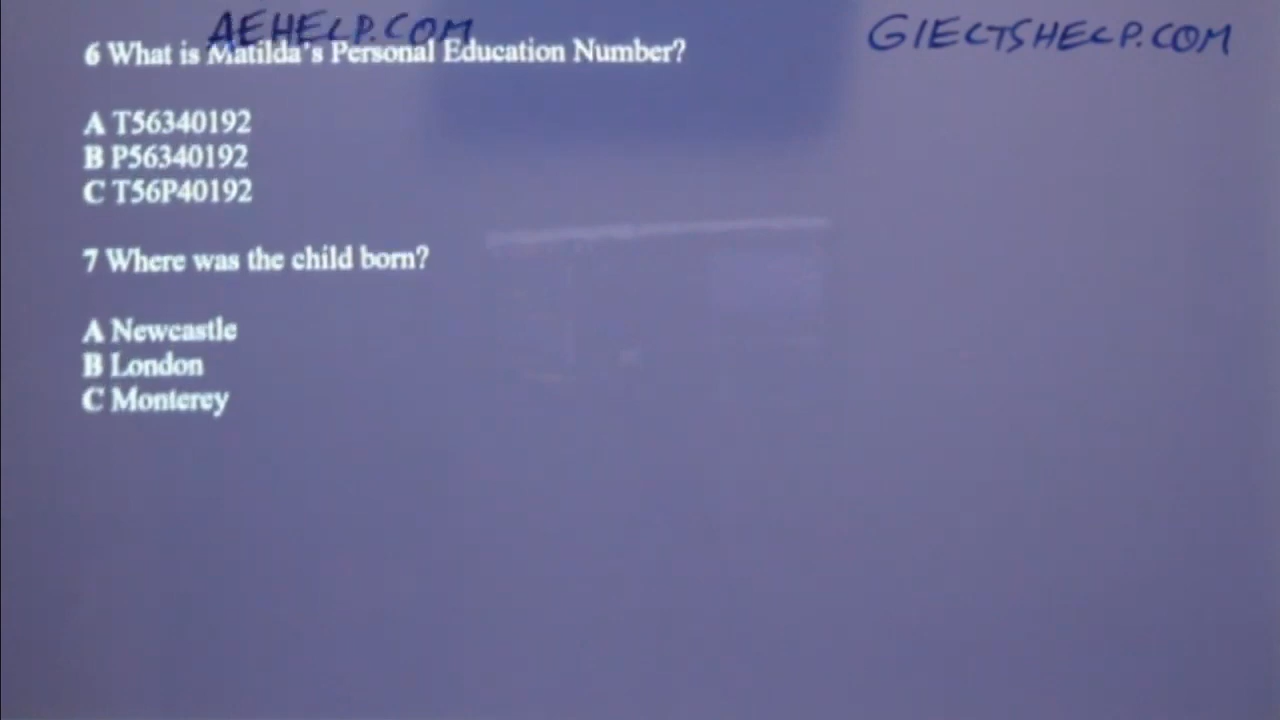 AEHELP.COM
GIELTSHELP.COM
6 What is Matilda's Personal Education Number?
A T56340192
B P56340192
C T56P40192
7 Where was the child born?
A Newcastle
B London
C Monterey